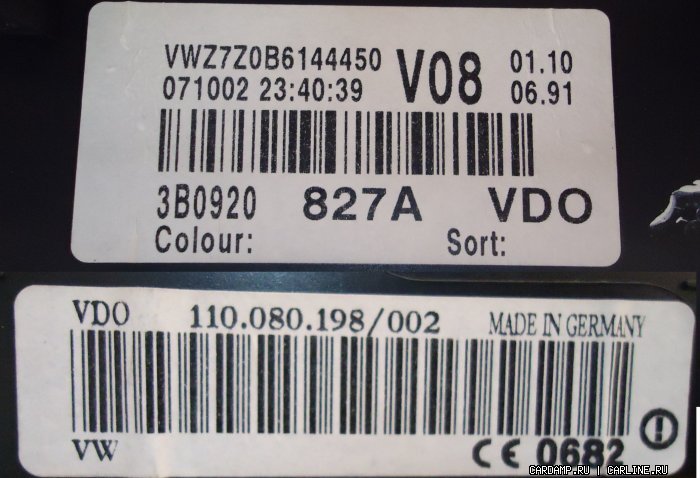 VWZ7Z0B6144450 V08 01.10
071002 23:40:39 06.91
3B0920 827A VDO
Colour: Sort:
VDO 110.080.198/002 MADE IN GERMANY
VW CE 0682
CARDAMP.RU | CARLINE.RU